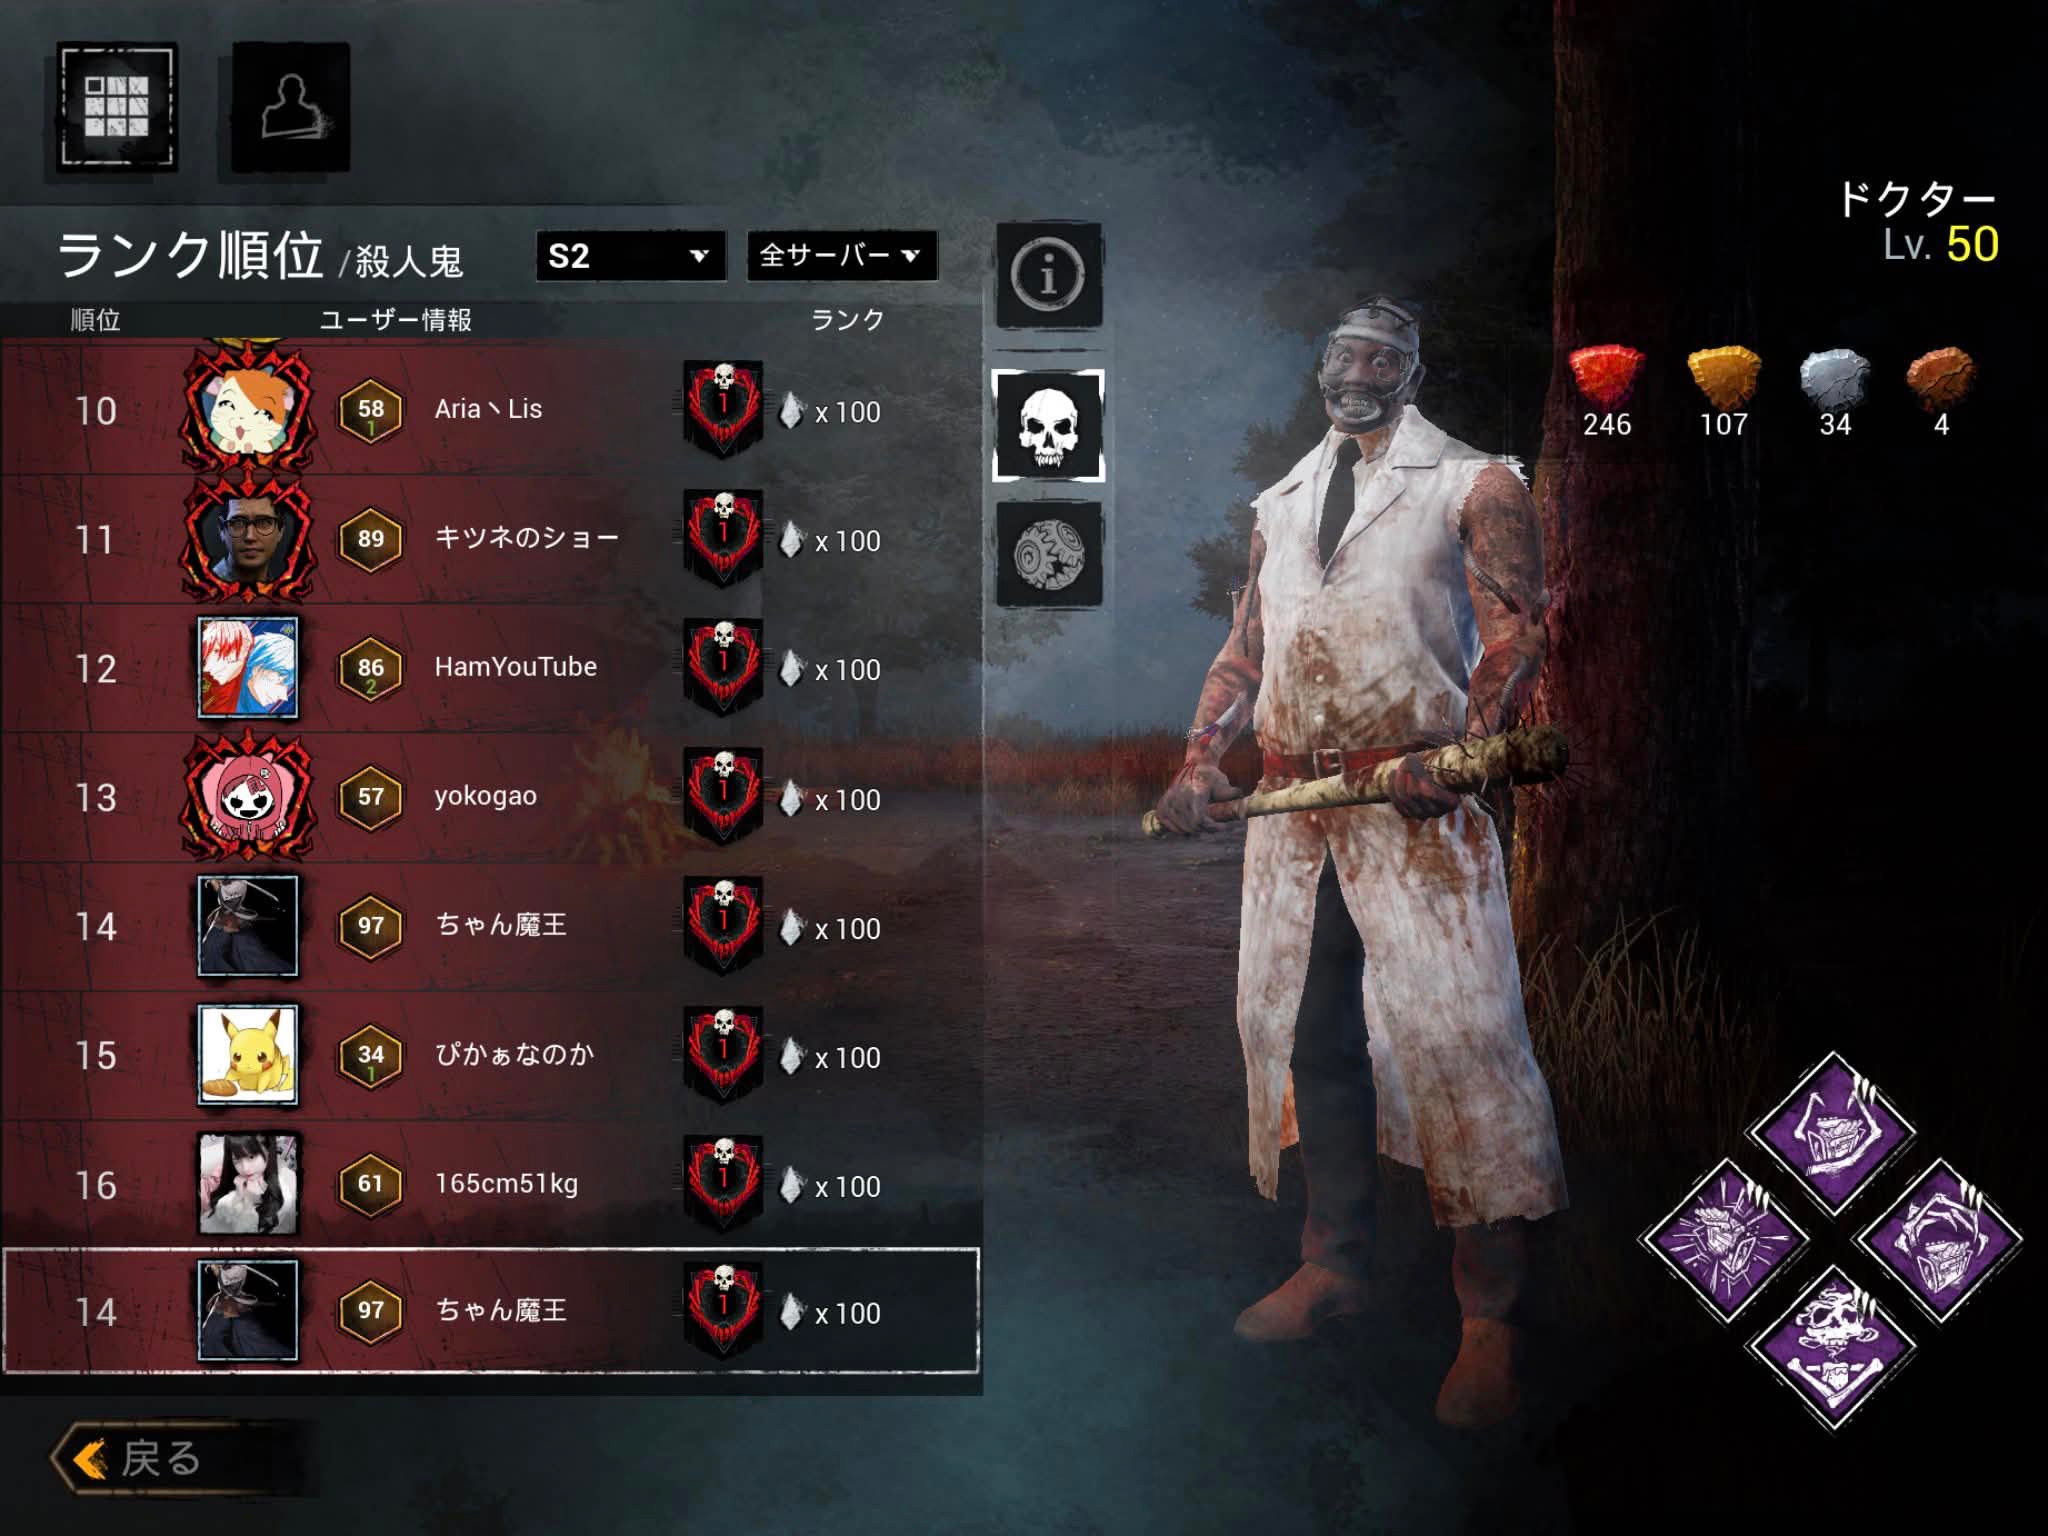 ランク順位 /殺人鬼
S2
全サーバー
順位 ユーザー情報 ランク
10 58 1 Aria丶Lis 1 x 100
11 89 キツネのショー 1 x 100
12 86 2 HamYouTube 1 x 100
13 57 yokogao 1 x 100
14 97 ちゃん魔王 1 x 100
15 34 1 ぴかぁなのか 1 x 100
16 61 165cm51kg 1 x 100
14 97 ちゃん魔王 1 x 100
戻る
ドクター
Lv. 50
246 107 34 4